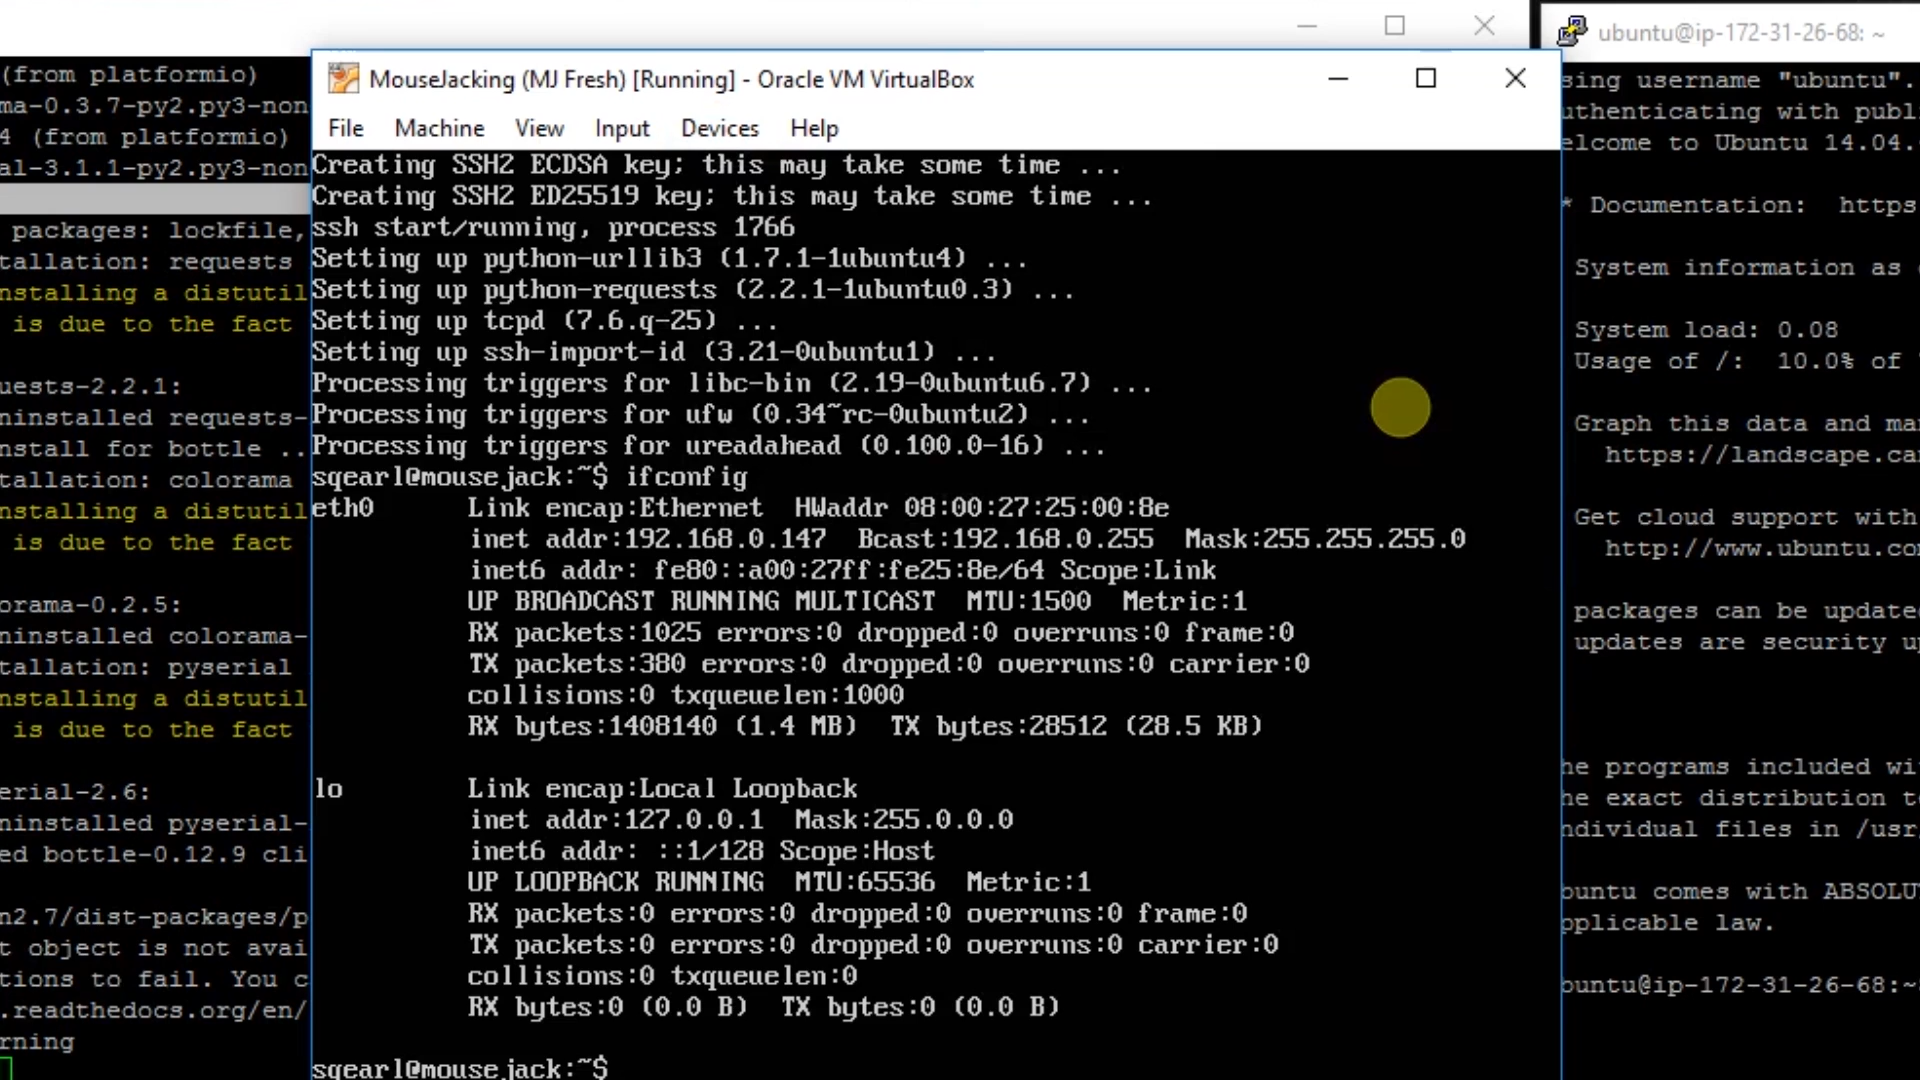 (from platformio)
ma-0.3.7-py2.py3-non
4 (from platformio)
al-3.1.1-py2.py3-non
packages: lockfile,
tallation: requests
nstalling a distutil
is due to the fact
uests-2.2.1:
ninstalled requests-
nstall for bottle ..
tallation: colorama
nstalling a distutil
is due to the fact
orama-0.2.5:
ninstalled colorama-
tallation: pyserial
nstalling a distutil
is due to the fact
erial-2.6:
ninstalled pyserial-
ed bottle-0.12.9 cli
n2.7/dist-packages/p
t object is not avai
tions to fail. You c
.readthedocs.org/en/
rning
MouseJacking (MJ Fresh) [Running] - Oracle VM VirtualBox
File Machine View Input Devices Help
Creating SSH2 ECDSA key; this may take some time ...
Creating SSH2 ED25519 key; this may take some time ...
ssh start/running, process 1766
Setting up python-urllib3 (1.7.1-1ubuntu4) ...
Setting up python-requests (2.2.1-1ubuntu0.3) ...
Setting up tcpd (7.6.q-25) ...
Setting up ssh-import-id (3.21-0ubuntu1) ...
Processing triggers for libc-bin (2.19-0ubuntu6.7) ...
Processing triggers for ufw (0.34~rc-0ubuntu2) ...
Processing triggers for ureadahead (0.100.0-16) ...
sqearl@mousejack:~$ ifconfig
eth0 Link encap:Ethernet HWaddr 08:00:27:25:00:8e
inet addr:192.168.0.147 Bcast:192.168.0.255 Mask:255.255.255.0
inet6 addr: fe80::a00:27ff:fe25:8e/64 Scope:Link
UP BROADCAST RUNNING MULTICAST MTU:1500 Metric:1
RX packets:1025 errors:0 dropped:0 overruns:0 frame:0
TX packets:380 errors:0 dropped:0 overruns:0 carrier:0
collisions:0 txqueuelen:1000
RX bytes:1408140 (1.4 MB) TX bytes:28512 (28.5 KB)
lo Link encap:Local Loopback
inet addr:127.0.0.1 Mask:255.0.0.0
inet6 addr: ::1/128 Scope:Host
UP LOOPBACK RUNNING MTU:65536 Metric:1
RX packets:0 errors:0 dropped:0 overruns:0 frame:0
TX packets:0 errors:0 dropped:0 overruns:0 carrier:0
collisions:0 txqueuelen:0
RX bytes:0 (0.0 B) TX bytes:0 (0.0 B)
sqearl@mousejack:~$
ubuntu@ip-172-31-26-68: ~
sing username "ubuntu".
uthenticating with publ
elcome to Ubuntu 14.04.
* Documentation: https
System information as
System load: 0.08
Usage of /: 10.0% of
Graph this data and ma
https://landscape.ca
Get cloud support with
http://www.ubuntu.co
packages can be update
updates are security u
he programs included wi
he exact distribution t
ndividual files in /usr
buntu comes with ABSOLU
pplicable law.
buntu@ip-172-31-26-68:~